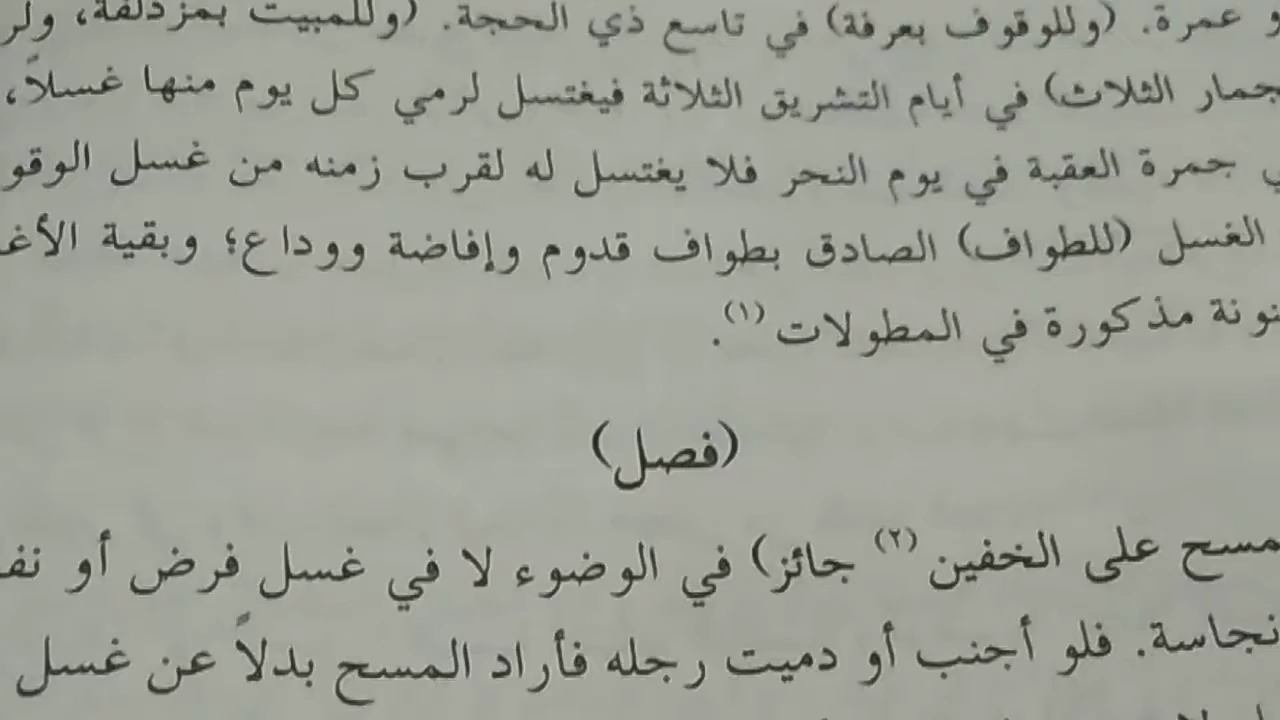 و عمرة. (وللوقوف بعرفة) في تاسع ذي الحجة. (وللمبيت بمزدلفة، ولر
جمار الثلاث) في أيام التشريق الثلاثة فيغتسل لرمي كل يوم منها غسلاً،
ي جمرة العقبة في يوم النحر فلا يغتسل له لقرب زمنه من غسل الوقو
الغسل (للطواف) الصادق بطواف قدوم وإفاضة ووداع؛ وبقية الأغ
نونة مذكورة في المطولات(١).
(فصل)
مسح على الخفين(٢) جائز) في الوضوء لا في غسل فرض أو نف
نجاسة. فلو أجنب أو دميت رجله فأراد المسح بدلاً عن غسل